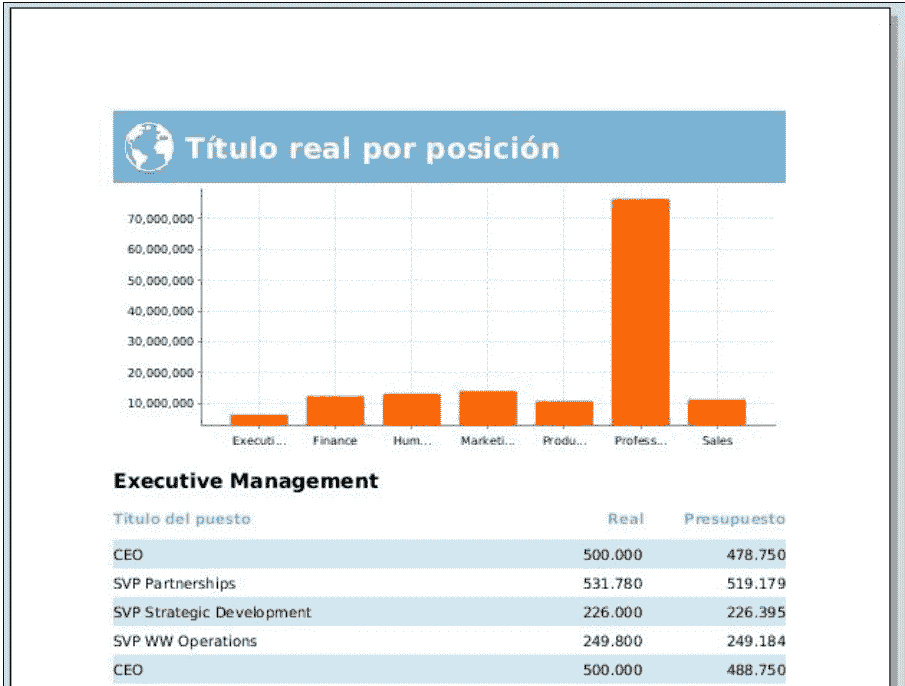 Título real por posición
70,000,000
60,000,000
50,000,000
40,000,000
30,000,000
20,000,000
10,000,000
Executi... Finance Hum... Marketi... Produ... Profess... Sales
Executive Management
Título del puesto Real Presupuesto
CEO 500.000 478.750
SVP Partnerships 531.780 519.179
SVP Strategic Development 226.000 226.395
SVP WW Operations 249.800 249.184
CEO 500.000 488.750